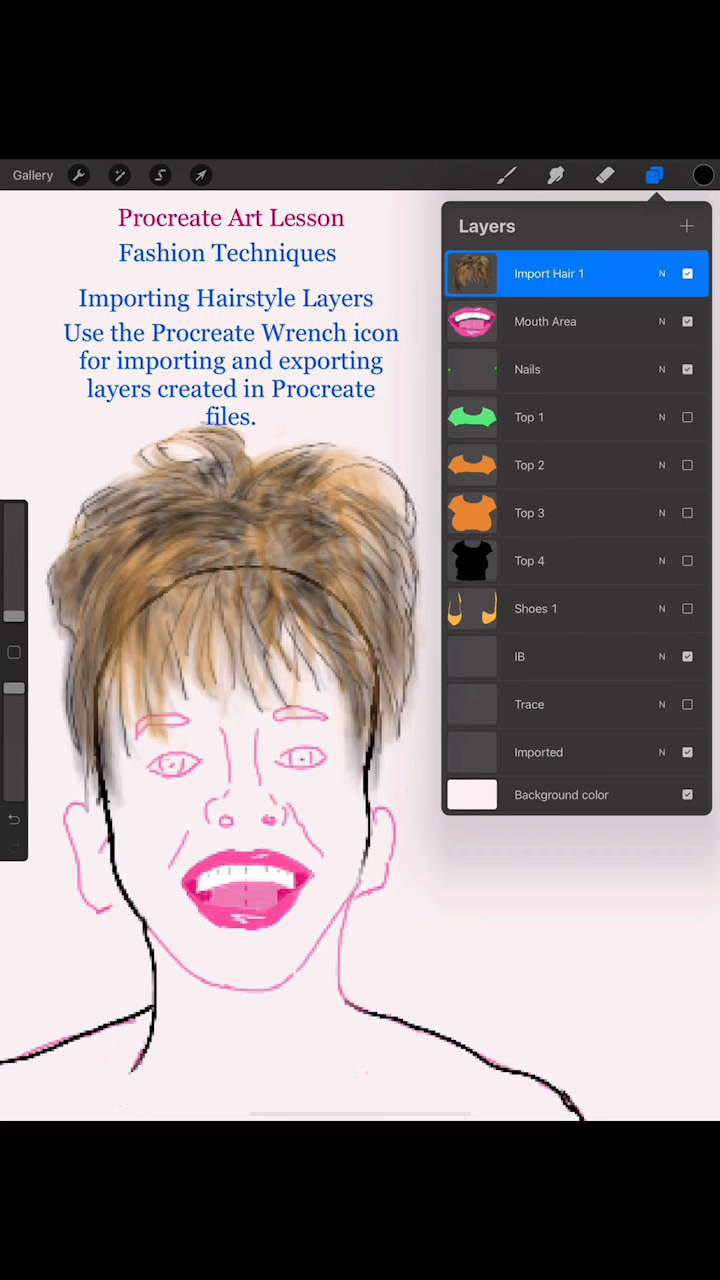 Gallery
Procreate Art Lesson
Fashion Techniques
Importing Hairstyle Layers
Use the Procreate Wrench icon
for importing and exporting
layers created in Procreate
files.
Layers
Import Hair 1 N
Mouth Area N
Nails N
Top 1 N
Top 2 N
Top 3 N
Top 4 N
Shoes 1 N
IB N
Trace N
Imported N
Background color